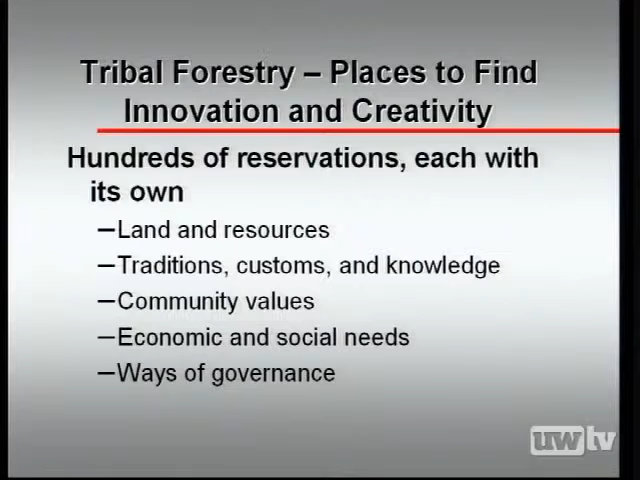 Tribal Forestry – Places to Find
Innovation and Creativity
Hundreds of reservations, each with
its own
–Land and resources
–Traditions, customs, and knowledge
–Community values
–Economic and social needs
–Ways of governance
uwtv